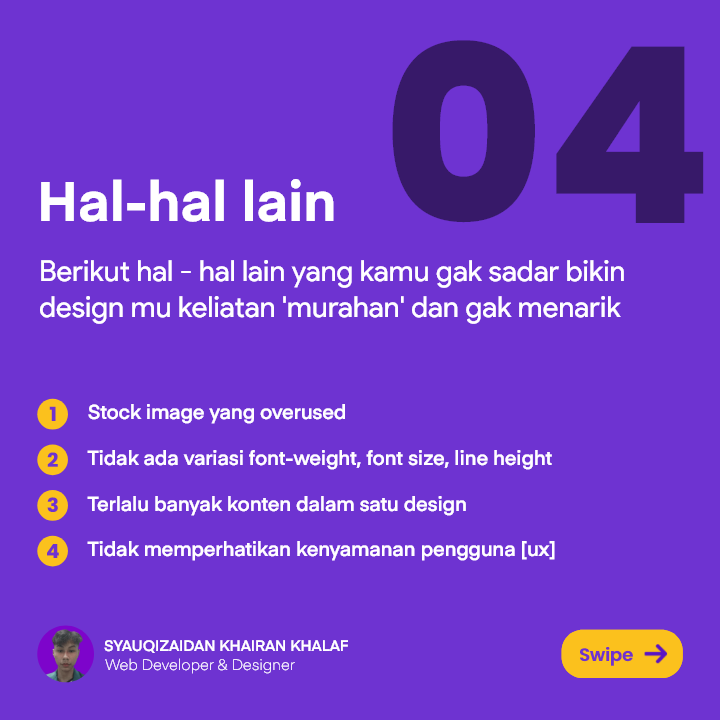 04
Hal-hal lain
Berikut hal - hal lain yang kamu gak sadar bikin
design mu keliatan 'murahan' dan gak menarik
1 Stock image yang overused
2 Tidak ada variasi font-weight, font size, line height
3 Terlalu banyak konten dalam satu design
4 Tidak memperhatikan kenyamanan pengguna [ux]
SYAUQIZAIDAN KHAIRAN KHALAF
Web Developer & Designer
Swipe →